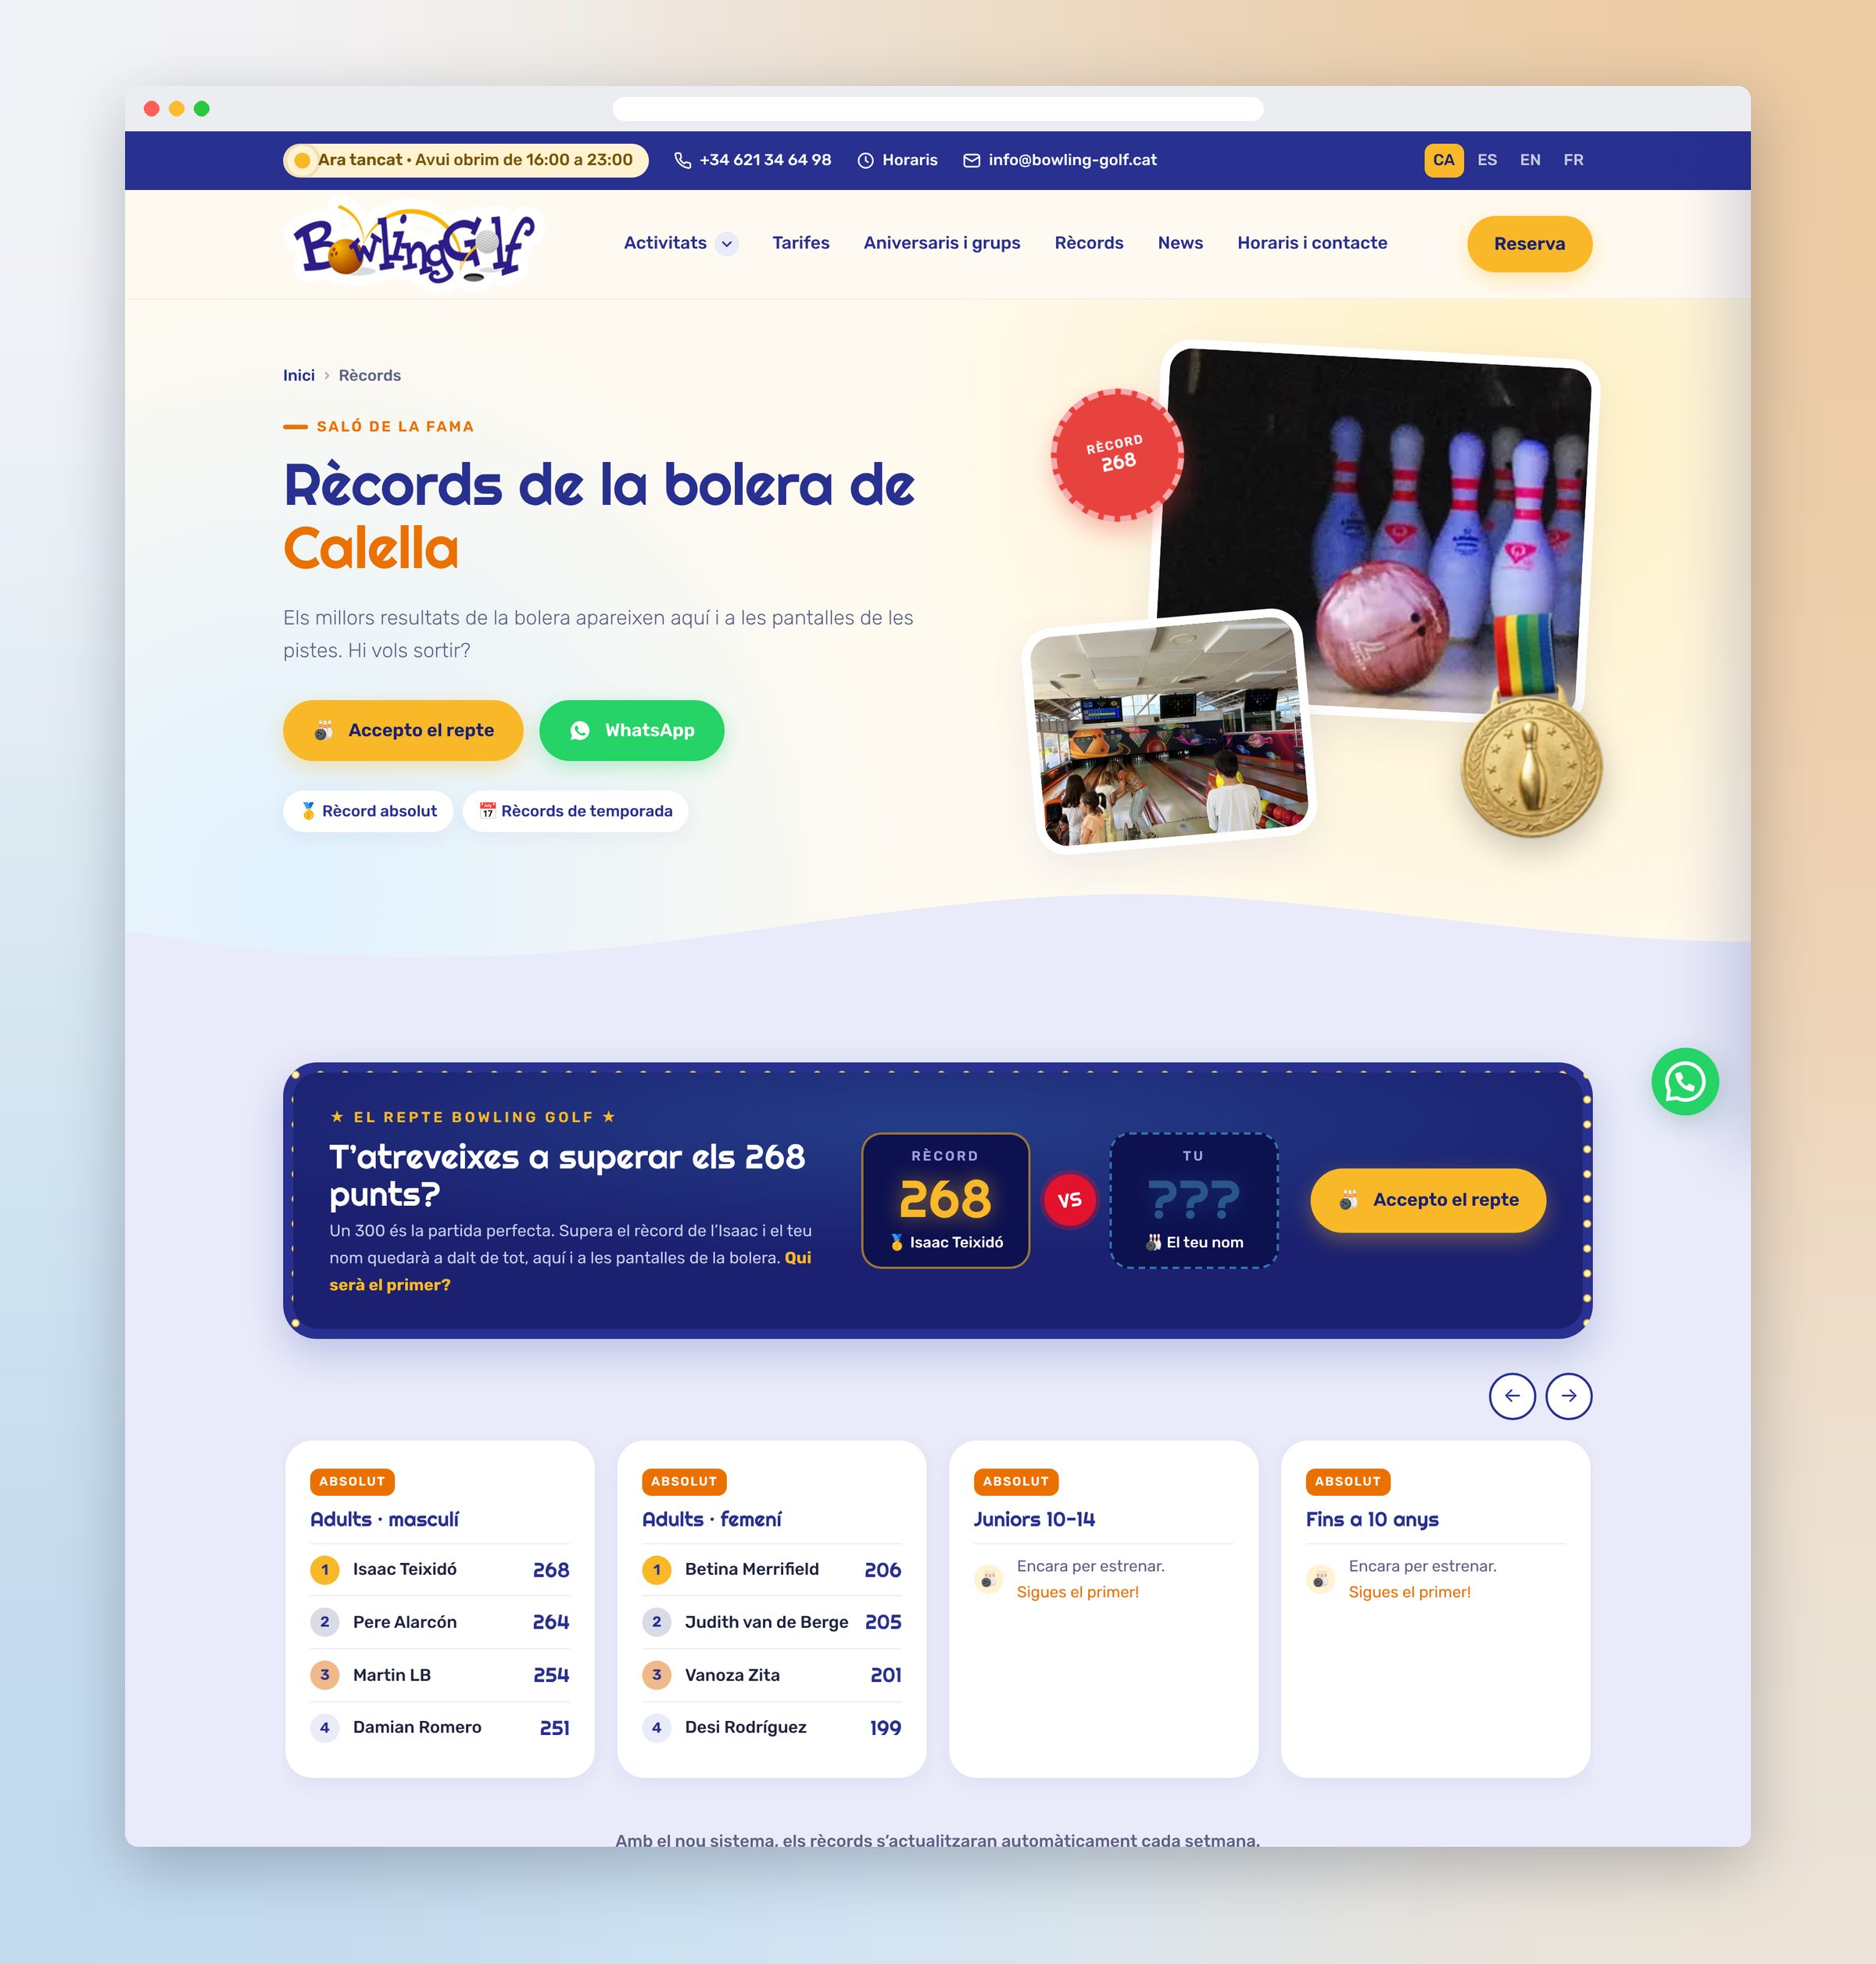 Ara tancat • Avui obrim de 16:00 a 23:00
+34 621 34 64 98
Horaris
info@bowling-golf.cat
CA ES EN FR
BowlingGolf
Activitats
Tarifes
Aniversaris i grups
Rècords
News
Horaris i contacte
Reserva
Inici › Rècords
SALÓ DE LA FAMA
Rècords de la bolera de
Calella
Els millors resultats de la bolera apareixen aquí i a les pantalles de les
pistes. Hi vols sortir?
Accepto el repte
WhatsApp
Rècord absolut
Rècords de temporada
RÈCORD
268
★ EL REPTE BOWLING GOLF ★
T’atreveixes a superar els 268
punts?
Un 300 és la partida perfecta. Supera el rècord de l’Isaac i el teu
nom quedarà a dalt de tot, aquí i a les pantalles de la bolera. Qui
serà el primer?
RÈCORD
268
Isaac Teixidó
VS
TU
???
El teu nom
Accepto el repte
ABSOLUT
Adults · masculí
1 Isaac Teixidó 268
2 Pere Alarcón 264
3 Martin LB 254
4 Damian Romero 251
ABSOLUT
Adults · femení
1 Betina Merrifield 206
2 Judith van de Berge 205
3 Vanoza Zita 201
4 Desi Rodríguez 199
ABSOLUT
Juniors 10-14
Encara per estrenar.
Sigues el primer!
ABSOLUT
Fins a 10 anys
Encara per estrenar.
Sigues el primer!
Amb el nou sistema, els rècords s’actualitzaran automàticament cada setmana.